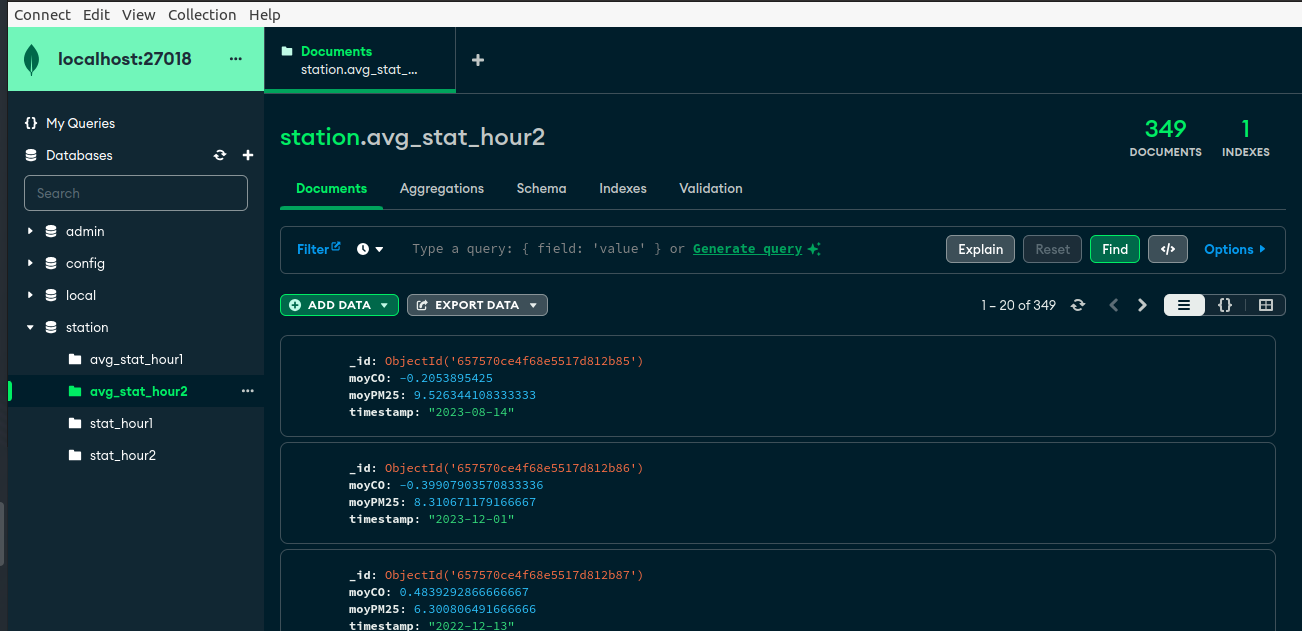 Connect Edit View Collection Help
localhost:27018 ...
Documents
station.avg_stat_...
+
{} My Queries
Databases
Search
admin
config
local
station
avg_stat_hour1
avg_stat_hour2 ...
stat_hour1
stat_hour2
station.avg_stat_hour2
349
DOCUMENTS
1
INDEXES
Documents Aggregations Schema Indexes Validation
Filter Type a query: { field: 'value' } or Generate query Explain Reset Find </> Options
ADD DATA EXPORT DATA 1 – 20 of 349 {}
_id: ObjectId('657570ce4f68e5517d812b85')
moyCO: -0.2053895425
moyPM25: 9.526344108333333
timestamp: "2023-08-14"
_id: ObjectId('657570ce4f68e5517d812b86')
moyCO: -0.39907903570833336
moyPM25: 8.310671179166667
timestamp: "2023-12-01"
_id: ObjectId('657570ce4f68e5517d812b87')
moyCO: 0.4839292866666667
moyPM25: 6.300806491666666
timestamp: "2022-12-13"